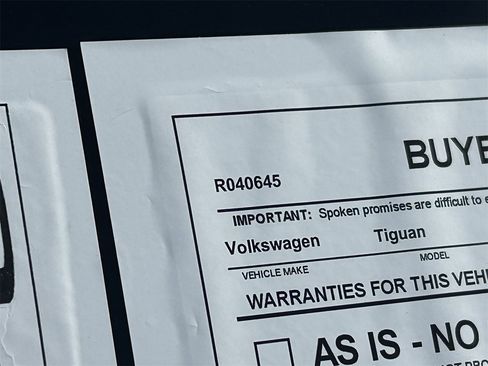 BUYE
R040645
IMPORTANT: Spoken promises are difficult to e
Volkswagen Tiguan
VEHICLE MAKE MODEL
WARRANTIES FOR THIS VEHI
AS IS - NO